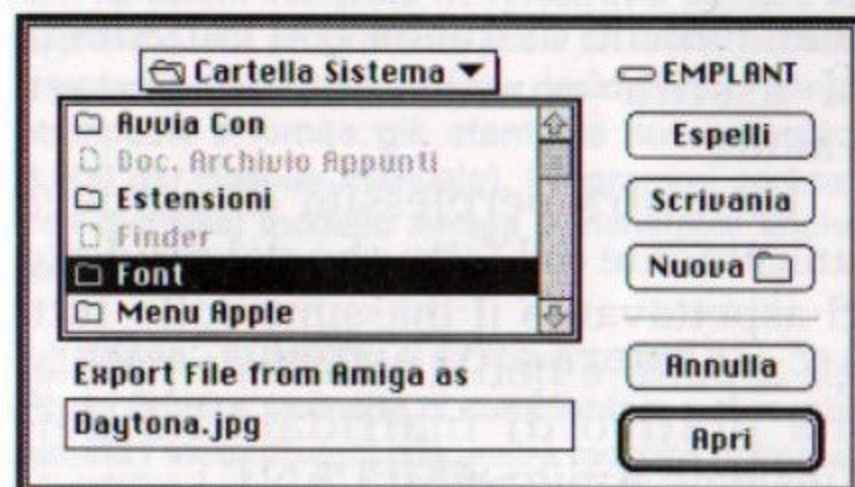 Cartella Sistema
EMPLANT
Avvia Con
Doc. Archivio Appunti
Estensioni
Finder
Font
Menu Apple
Espelli
Scrivania
Nuova
Export File from Amiga as
Daytona.jpg
Annulla
Apri